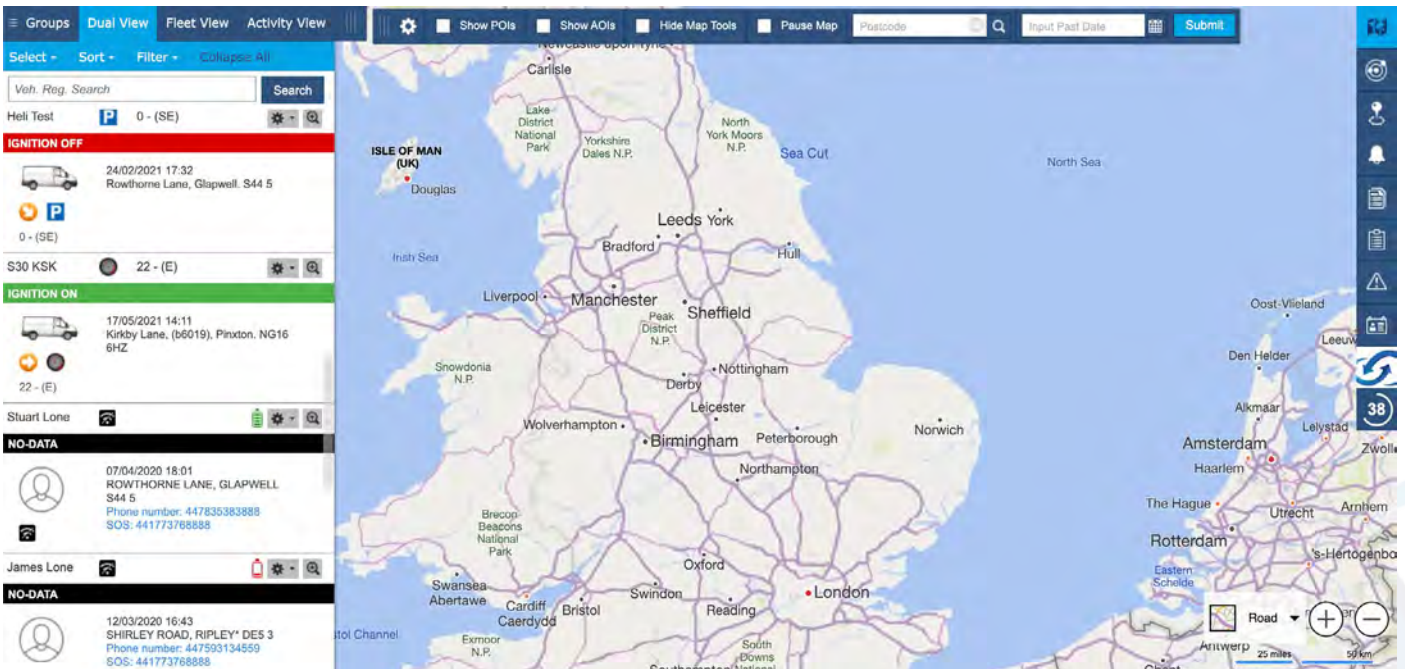 ≡ Groups Dual View Fleet View Activity View
Show POIs Show AOIs Hide Map Tools Pause Map Postcode Input Past Date Submit
Select Sort Filter Collapse All
Veh. Reg. Search Search
Heli Test P 0 - (SE)
IGNITION OFF
24/02/2021 17:32
Rowthorne Lane, Glapwell. S44 5
P
0 - (SE)
S30 KSK 22 - (E)
IGNITION ON
17/05/2021 14:11
Kirkby Lane, (b6019), Pinxton. NG16
6HZ
22 - (E)
Stuart Lone
NO-DATA
07/04/2020 18:01
ROWTHORNE LANE, GLAPWELL
S44 5
Phone number: 447835383888
SOS: 441773768888
James Lone
NO-DATA
12/03/2020 16:43
SHIRLEY ROAD, RIPLEY* DE5 3
Phone number: 447593134559
SOS: 441773768888
Newcastle upon Tyne
Carlisle
Lake
District
National
Park
Yorkshire
Dales N.P.
North
York Moors
N.P.
Sea Cut
North Sea
ISLE OF MAN
(UK)
Douglas
Leeds
York
Bradford
Hull
Irish Sea
Liverpool
Manchester
Sheffield
Peak
District
N.P.
Snowdonia
N.P.
Nottingham
Derby
Leicester
Wolverhampton
Birmingham
Peterborough
Norwich
Northampton
Brecon
Beacons
National
Park
Oxford
Swansea
Abertawe
Cardiff
Caerdydd
Bristol
Swindon
Reading
London
tol Channel
Exmoor
N.P.
South
Downs
Oost-Vlieland
Leeuw
Den Helder
38
Alkmaar
Lelystad
Amsterdam
Zwolle
Haarlem
The Hague
Utrecht
Arnhem
Rotterdam
's-Hertogenbo
Eastern
Schelde
Road
Antwerp
25 miles 50 km